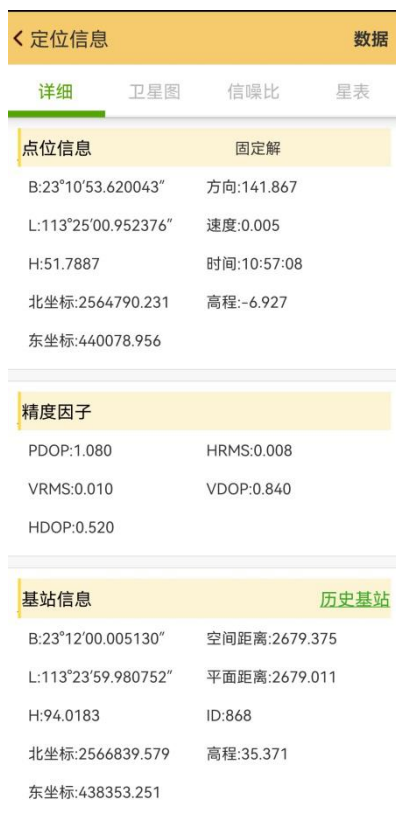 定位信息 数据
详细 卫星图 信噪比 星表
点位信息 固定解
B:23°10′53.620043″ 方向:141.867
L:113°25′00.952376″ 速度:0.005
H:51.7887 时间:10:57:08
北坐标:2564790.231 高程:-6.927
东坐标:440078.956
精度因子
PDOP:1.080 HRMS:0.008
VRMS:0.010 VDOP:0.840
HDOP:0.520
基站信息 历史基站
B:23°12′00.005130″ 空间距离:2679.375
L:113°23′59.980752″ 平面距离:2679.011
H:94.0183 ID:868
北坐标:2566839.579 高程:35.371
东坐标:438353.251